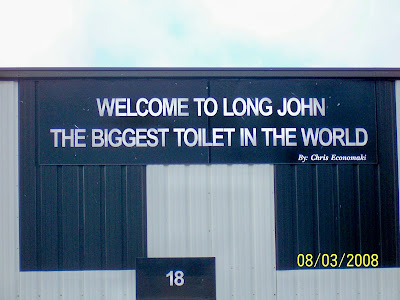 WELCOME TO LONG JOHN
THE BIGGEST TOILET IN THE WORLD
By: Chris Economaki
18
08/03/2008